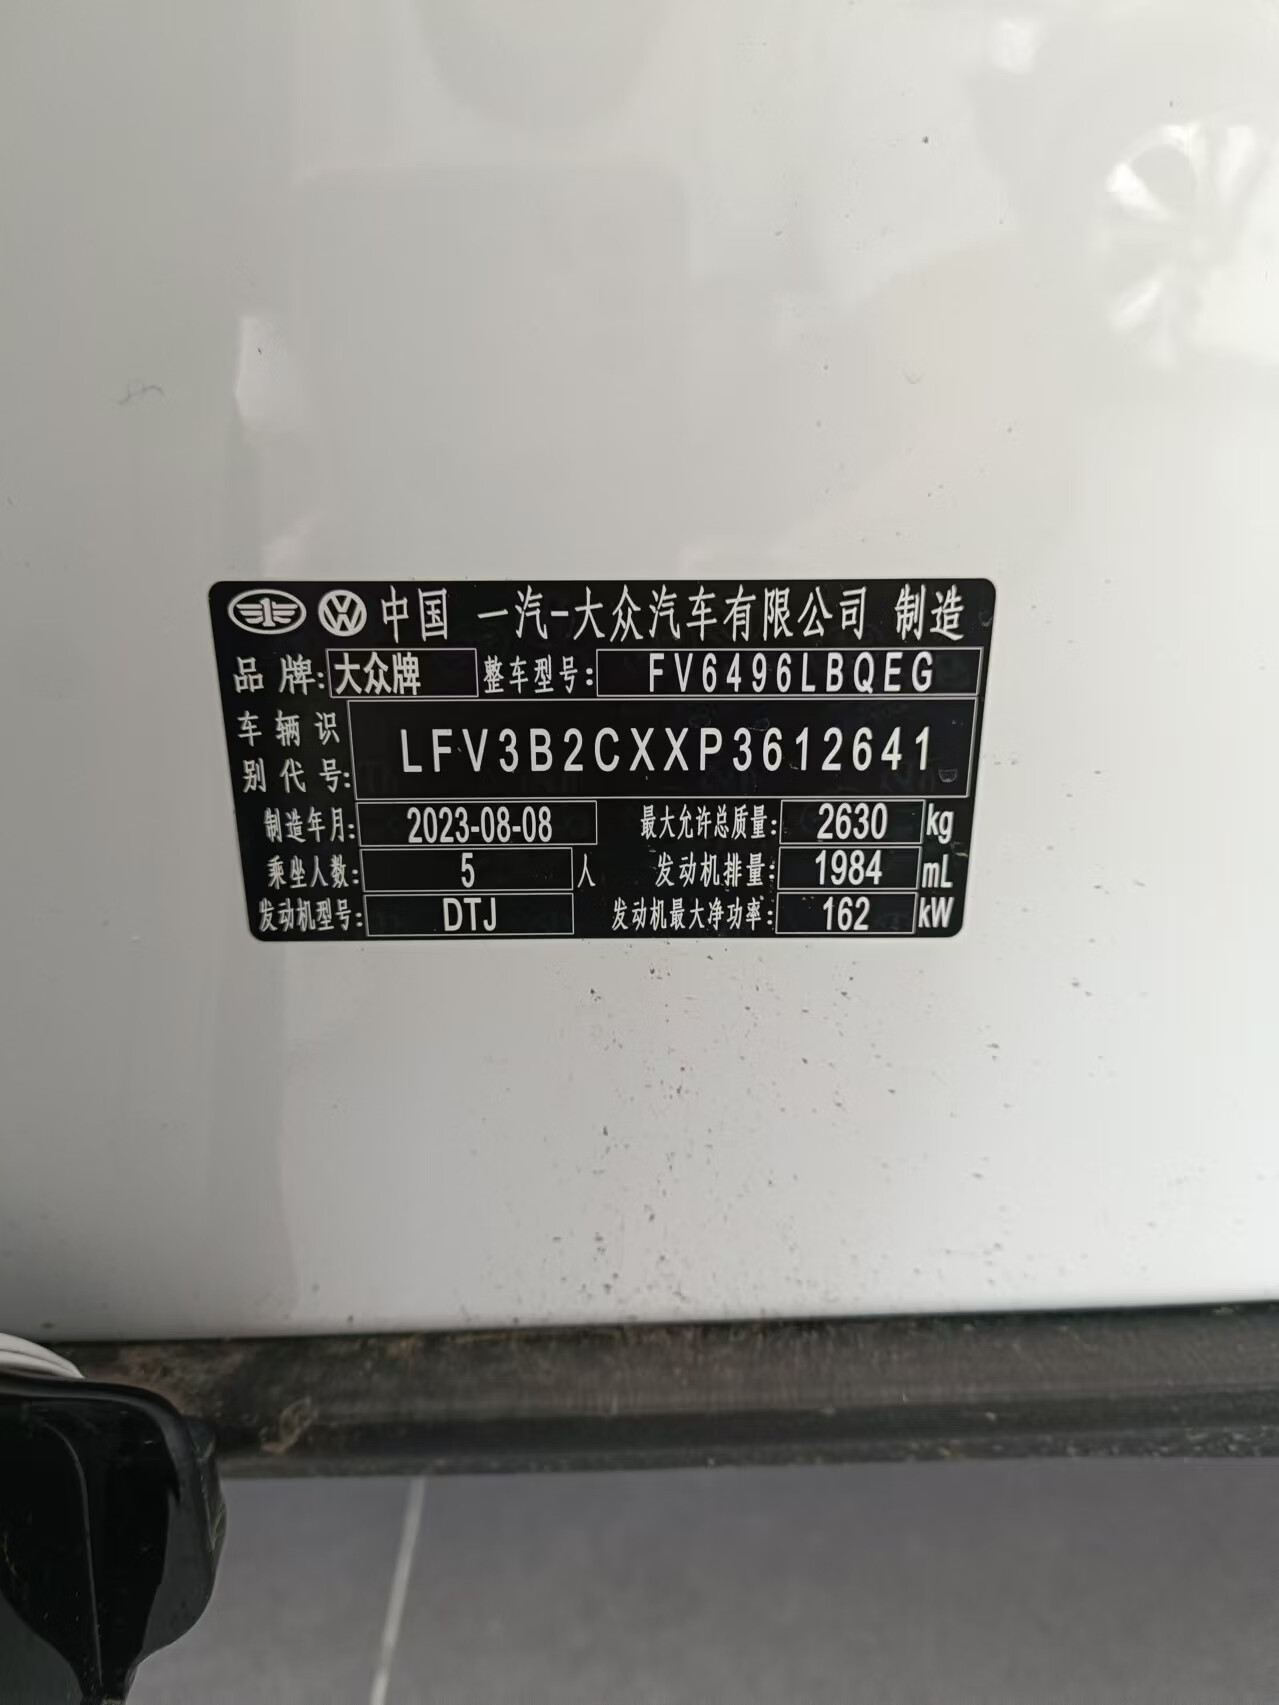 中国 一汽-大众汽车有限公司 制造
品牌: 大众牌 整车型号: FV6496LBQEG
车辆识别代号: LFV3B2CXXP3612641
制造年月: 2023-08-08 最大允许总质量: 2630 kg
乘坐人数: 5 人 发动机排量: 1984 mL
发动机型号: DTJ 发动机最大净功率: 162 kW